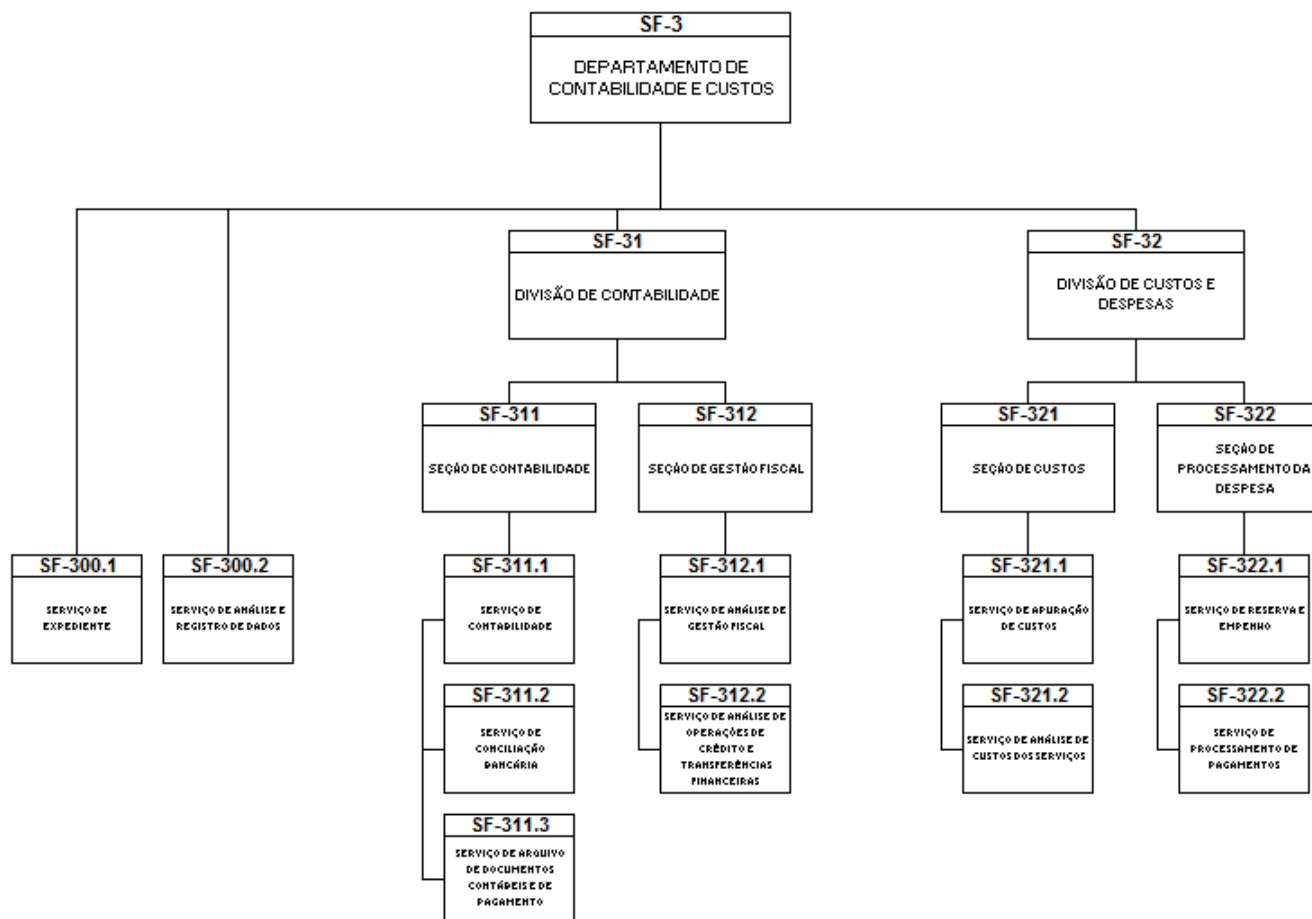 SF-3
DEPARTAMENTO DE
CONTABILIDADE E CUSTOS
SF-31
DIVISÃO DE CONTABILIDADE
SF-32
DIVISÃO DE CUSTOS E
DESPESAS
SF-311
SEÇÃO DE CONTABILIDADE
SF-312
SEÇÃO DE GESTÃO FISCAL
SF-321
SEÇÃO DE CUSTOS
SF-322
SEÇÃO DE
PROCESSAMENTO DA
DESPESA
SF-300.1
SERVIÇO DE
EXPEDIENTE
SF-300.2
SERVIÇO DE ANÁLISE E
REGISTRO DE DADOS
SF-311.1
SERVIÇO DE
CONTABILIDADE
SF-312.1
SERVIÇO DE ANÁLISE DE
GESTÃO FISCAL
SF-321.1
SERVIÇO DE APURAÇÃO
DE CUSTOS
SF-322.1
SERVIÇO DE RESERVA E
EMPENHO
SF-311.2
SERVIÇO DE
CONCILIAÇÃO
BANCÁRIA
SF-312.2
SERVIÇO DE ANÁLISE DE
OPERAÇÕES DE
CRÉDITO E
TRANSFERÊNCIAS
FINANCEIRAS
SF-321.2
SERVIÇO DE ANÁLISE DE
CUSTOS DOS SERVIÇOS
SF-322.2
SERVIÇO DE
PROCESSAMENTO DE
PAGAMENTOS
SF-311.3
SERVIÇO DE ARQUIVO
DE DOCUMENTOS
CONTÁBEIS E DE
PAGAMENTO